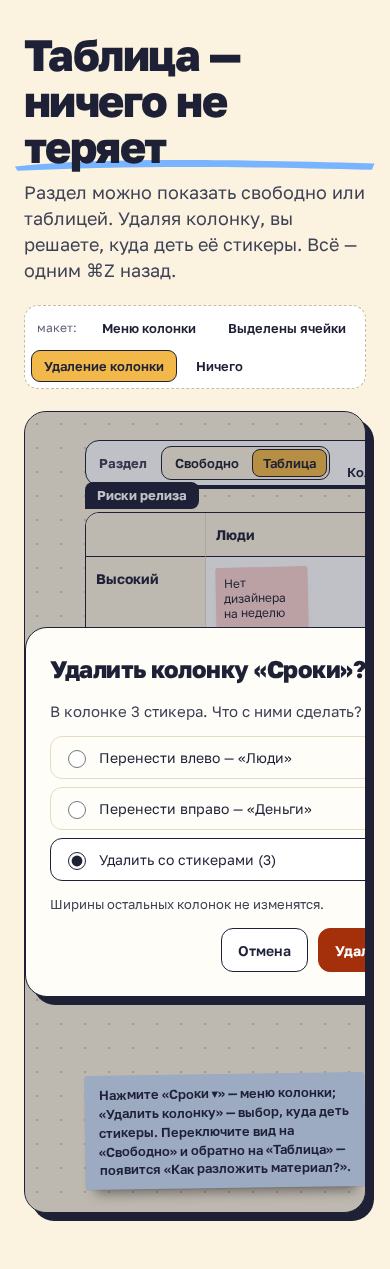 Таблица —
ничего не
теряет
Раздел можно показать свободно или
таблицей. Удаляя колонку, вы
решаете, куда деть её стикеры. Всё —
одним ⌘Z назад.
макет: Меню колонки Выделены ячейки
Удаление колонки Ничего
Раздел Свободно Таблица
Риски релиза
Люди
Высокий
Нет
дизайнера
на неделю
Удалить колонку «Сроки»?
В колонке 3 стикера. Что с ними сделать?
Перенести влево — «Люди»
Перенести вправо — «Деньги»
Удалить со стикерами (3)
Ширины остальных колонок не изменятся.
Отмена
Нажмите «Сроки ▾» — меню колонки;
«Удалить колонку» — выбор, куда деть
стикеры. Переключите вид на
«Свободно» и обратно на «Таблица» —
появится «Как разложить материал?».